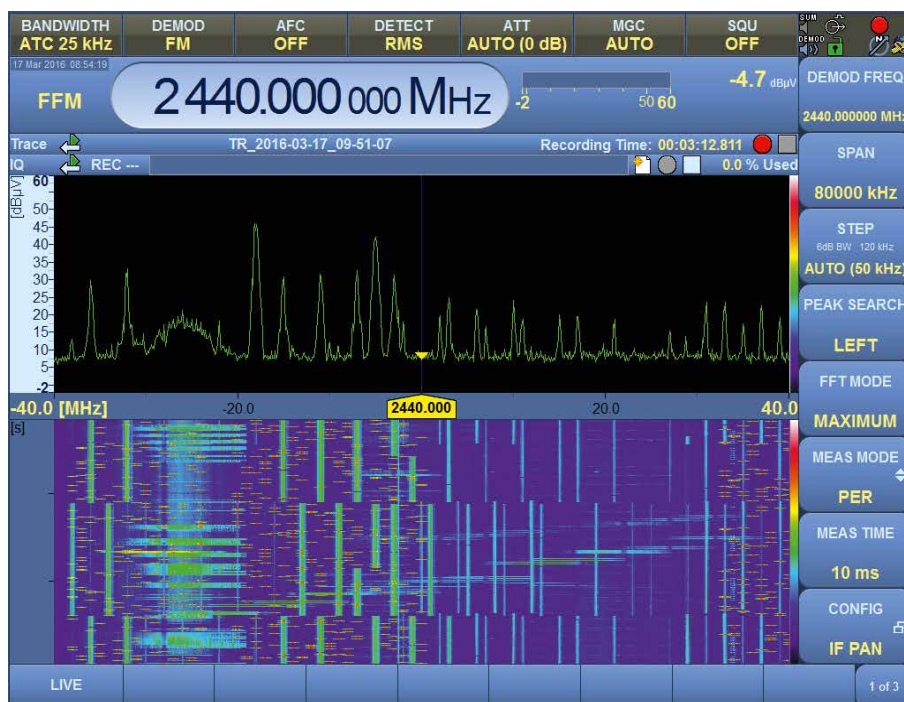 BANDWIDTH DEMOD AFC DETECT ATT MGC SQU SUM
ATC 25 kHz FM OFF RMS AUTO (0 dB) AUTO OFF DEMOD
17 Mar 2016 08:54:19
FFM 2440.000 000 MHz -2 50 60 -4.7 dBµV
DEMOD FREQ
2440.000000 MHz
Trace TR_2016-03-17_09-51-07 Recording Time: 00:03:12.811
IQ REC --- 0.0 % Used
SPAN
80000 kHz
STEP
6dB BW 120 kHz
AUTO (50 kHz)
PEAK SEARCH
LEFT
FFT MODE
MAXIMUM
MEAS MODE
PER
MEAS TIME
10 ms
CONFIG
IF PAN
[dBµV]
60
50
45
40
35
30
25
20
15
10
5
-2
-40.0 [MHz] -20.0 2440.000 20.0 40.0
[s]
LIVE 1 of 3